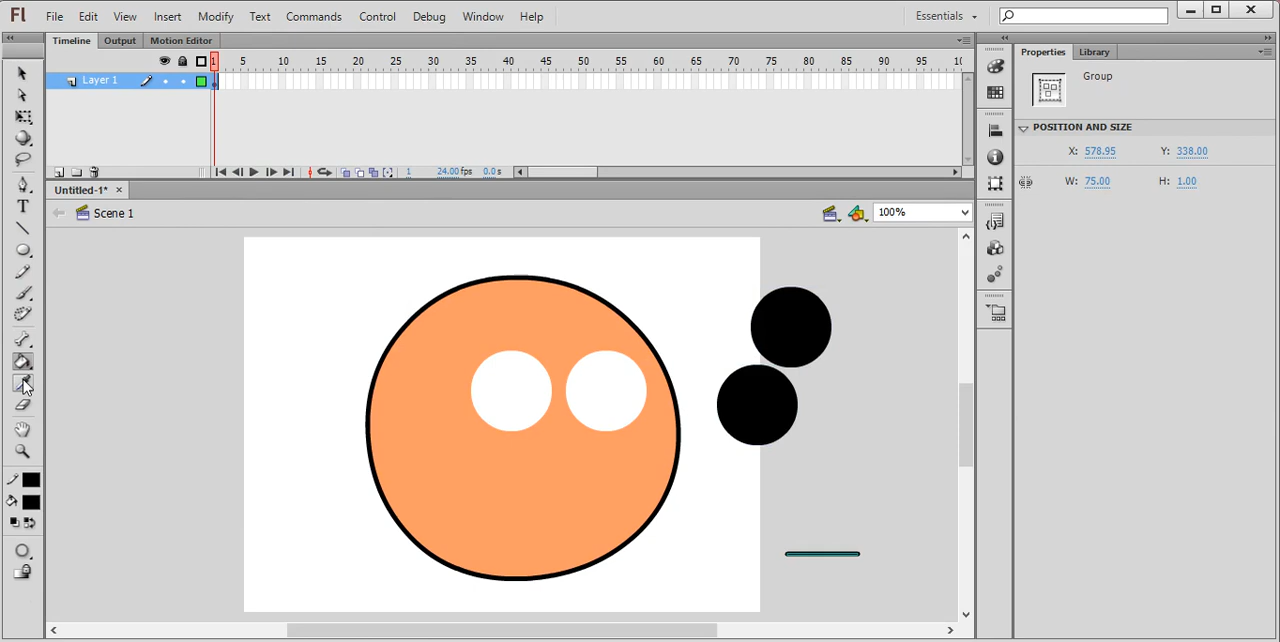 Fl File Edit View Insert Modify Text Commands Control Debug Window Help Essentials
Timeline Output Motion Editor
1 5 10 15 20 25 30 35 40 45 50 55 60 65 70 75 80 85 90 95 10
Layer 1
1 24.00 fps 0.0 s
Untitled-1* ×
Scene 1 100%
Properties Library
Group
POSITION AND SIZE
X: 578.95 Y: 338.00
W: 75.00 H: 1.00